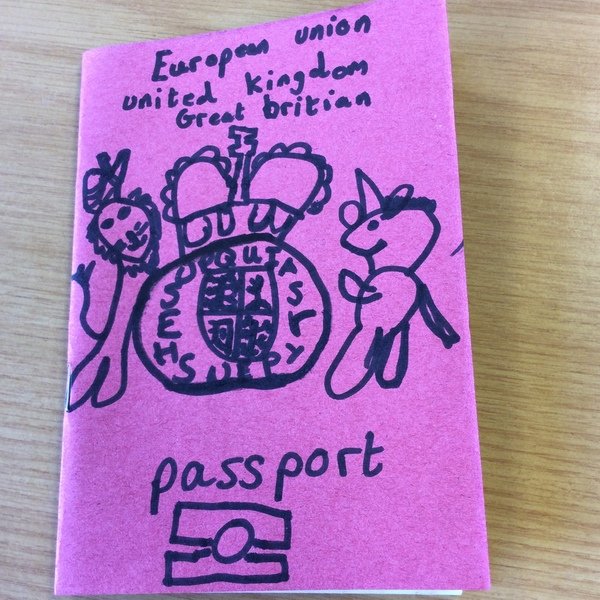 European union
united kingdom
Great britian
passport